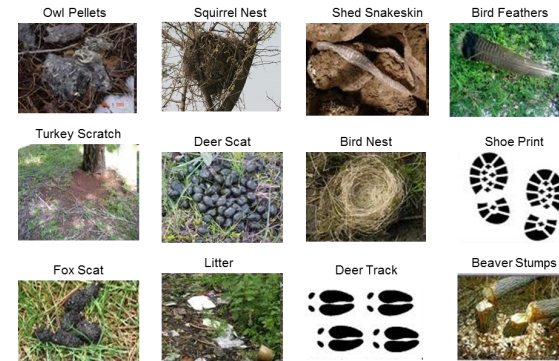 Owl Pellets
Squirrel Nest
Shed Snakeskin
Bird Feathers
Turkey Scratch
Deer Scat
Bird Nest
Shoe Print
Fox Scat
Litter
Deer Track
Beaver Stumps